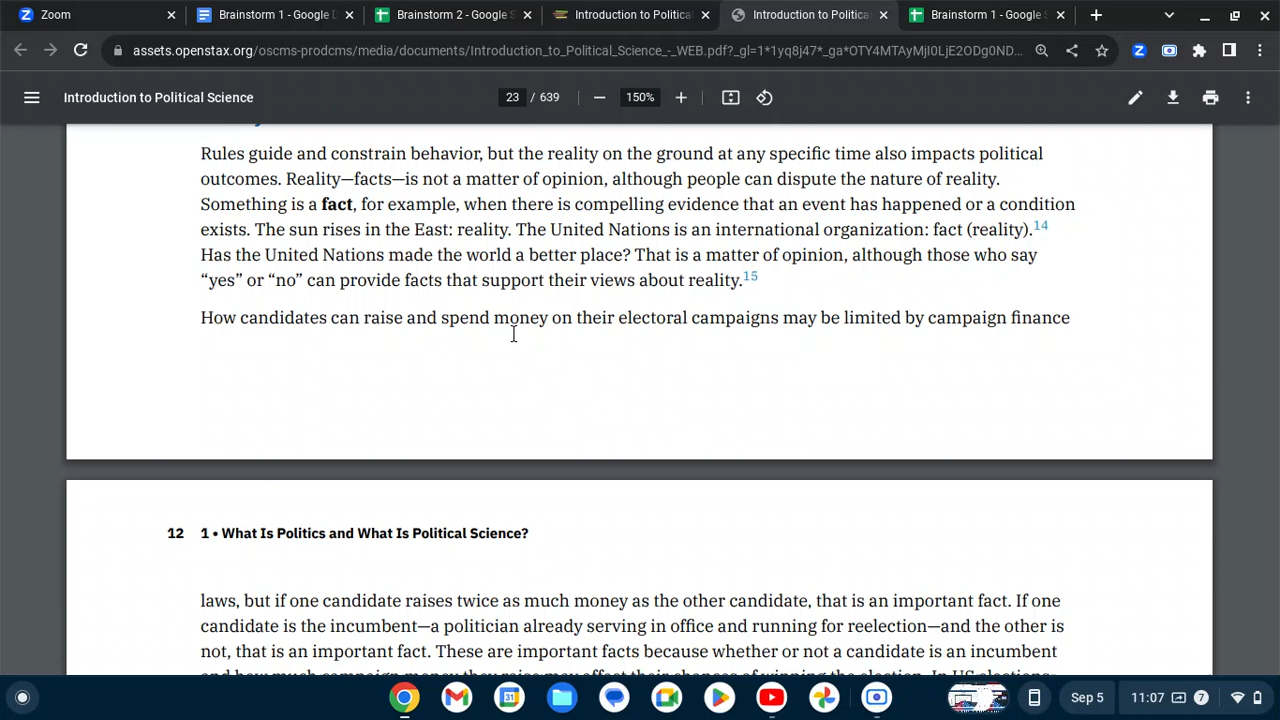 Zoom
Brainstorm 1 - Google D
Brainstorm 2 - Google S
Introduction to Political
Introduction to Political
Brainstorm 1 - Google S
assets.openstax.org/oscms-prodcms/media/documents/Introduction_to_Political_Science_-_WEB.pdf?_gl=1*1yq8j47*_ga*OTY4MTAyMjI0LjE2ODg0ND...
Introduction to Political Science
23 / 639
150%
Rules guide and constrain behavior, but the reality on the ground at any specific time also impacts political
outcomes. Reality—facts—is not a matter of opinion, although people can dispute the nature of reality.
Something is a fact, for example, when there is compelling evidence that an event has happened or a condition
exists. The sun rises in the East: reality. The United Nations is an international organization: fact (reality).14
Has the United Nations made the world a better place? That is a matter of opinion, although those who say
“yes” or “no” can provide facts that support their views about reality.15
How candidates can raise and spend money on their electoral campaigns may be limited by campaign finance
12 1 • What Is Politics and What Is Political Science?
laws, but if one candidate raises twice as much money as the other candidate, that is an important fact. If one
candidate is the incumbent—a politician already serving in office and running for reelection—and the other is
not, that is an important fact. These are important facts because whether or not a candidate is an incumbent
Sep 5
11:07
7